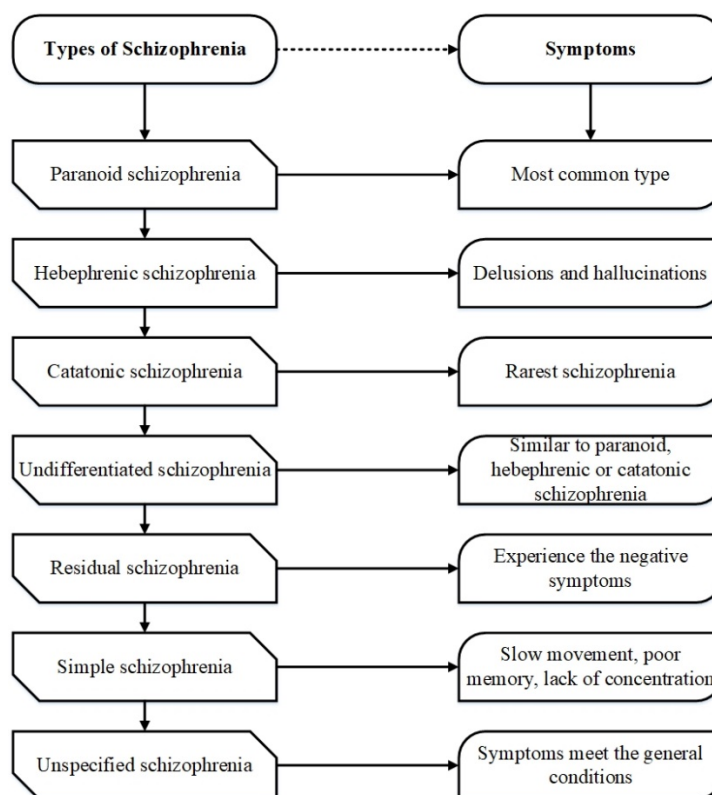 Types of Schizophrenia
Symptoms
Paranoid schizophrenia
Most common type
Hebephrenic schizophrenia
Delusions and hallucinations
Catatonic schizophrenia
Rarest schizophrenia
Undifferentiated schizophrenia
Similar to paranoid,
hebephrenic or catatonic
schizophrenia
Residual schizophrenia
Experience the negative
symptoms
Simple schizophrenia
Slow movement, poor
memory, lack of concentration
Unspecified schizophrenia
Symptoms meet the general
conditions